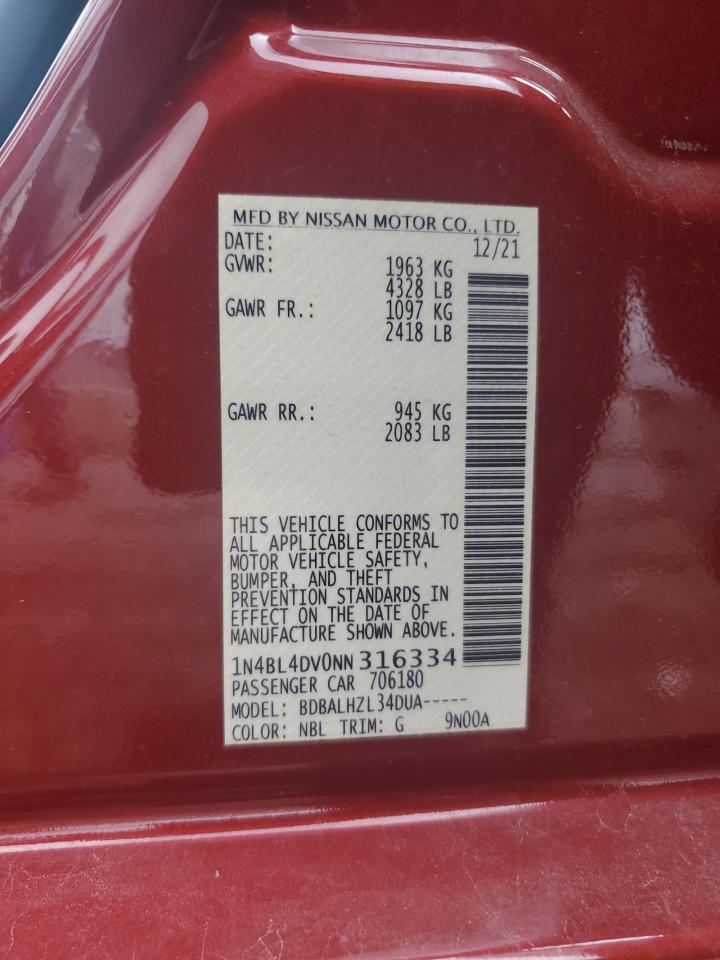 MFD BY NISSAN MOTOR CO., LTD.
DATE: 12/21
GVWR: 1963 KG
4328 LB
GAWR FR.: 1097 KG
2418 LB
GAWR RR.: 945 KG
2083 LB
THIS VEHICLE CONFORMS TO
ALL APPLICABLE FEDERAL
MOTOR VEHICLE SAFETY,
BUMPER, AND THEFT
PREVENTION STANDARDS IN
EFFECT ON THE DATE OF
MANUFACTURE SHOWN ABOVE.
1N4BL4DV0NN316334
PASSENGER CAR 706180
MODEL: BDBALHZL34DUA-----
COLOR: NBL TRIM: G 9N00A